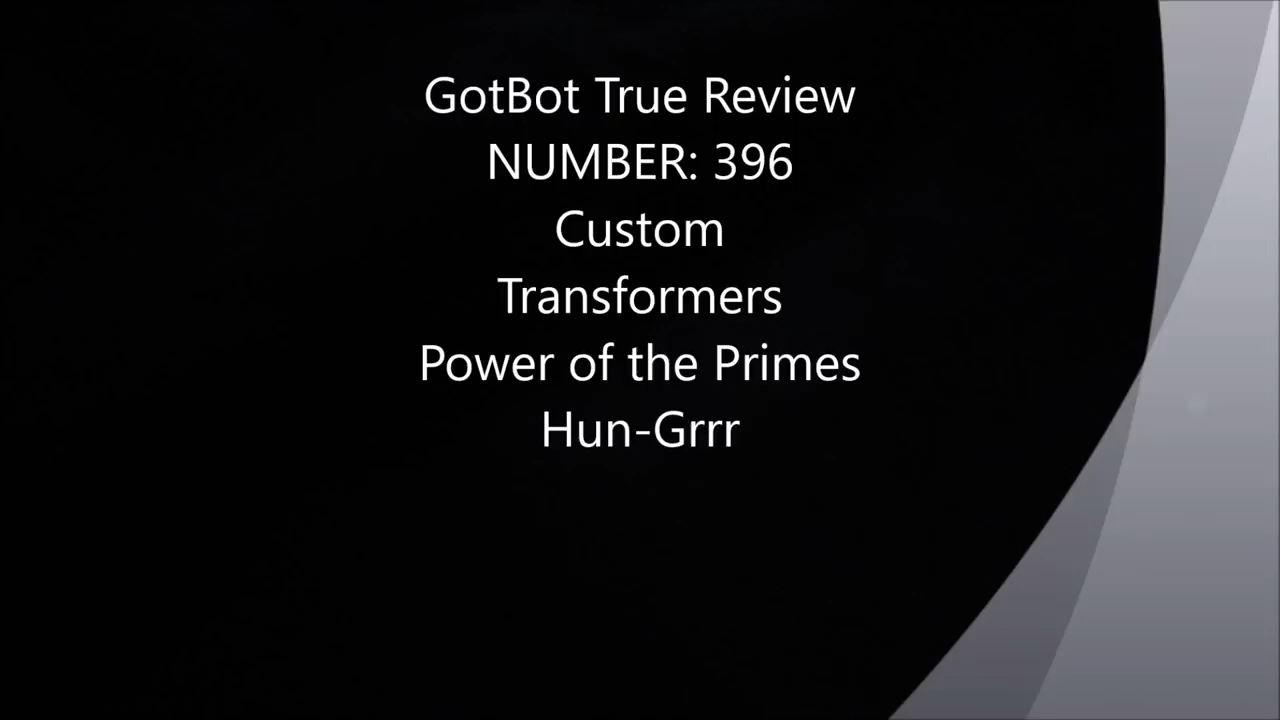 GotBot True Review
NUMBER: 396
Custom
Transformers
Power of the Primes
Hun-Grrr